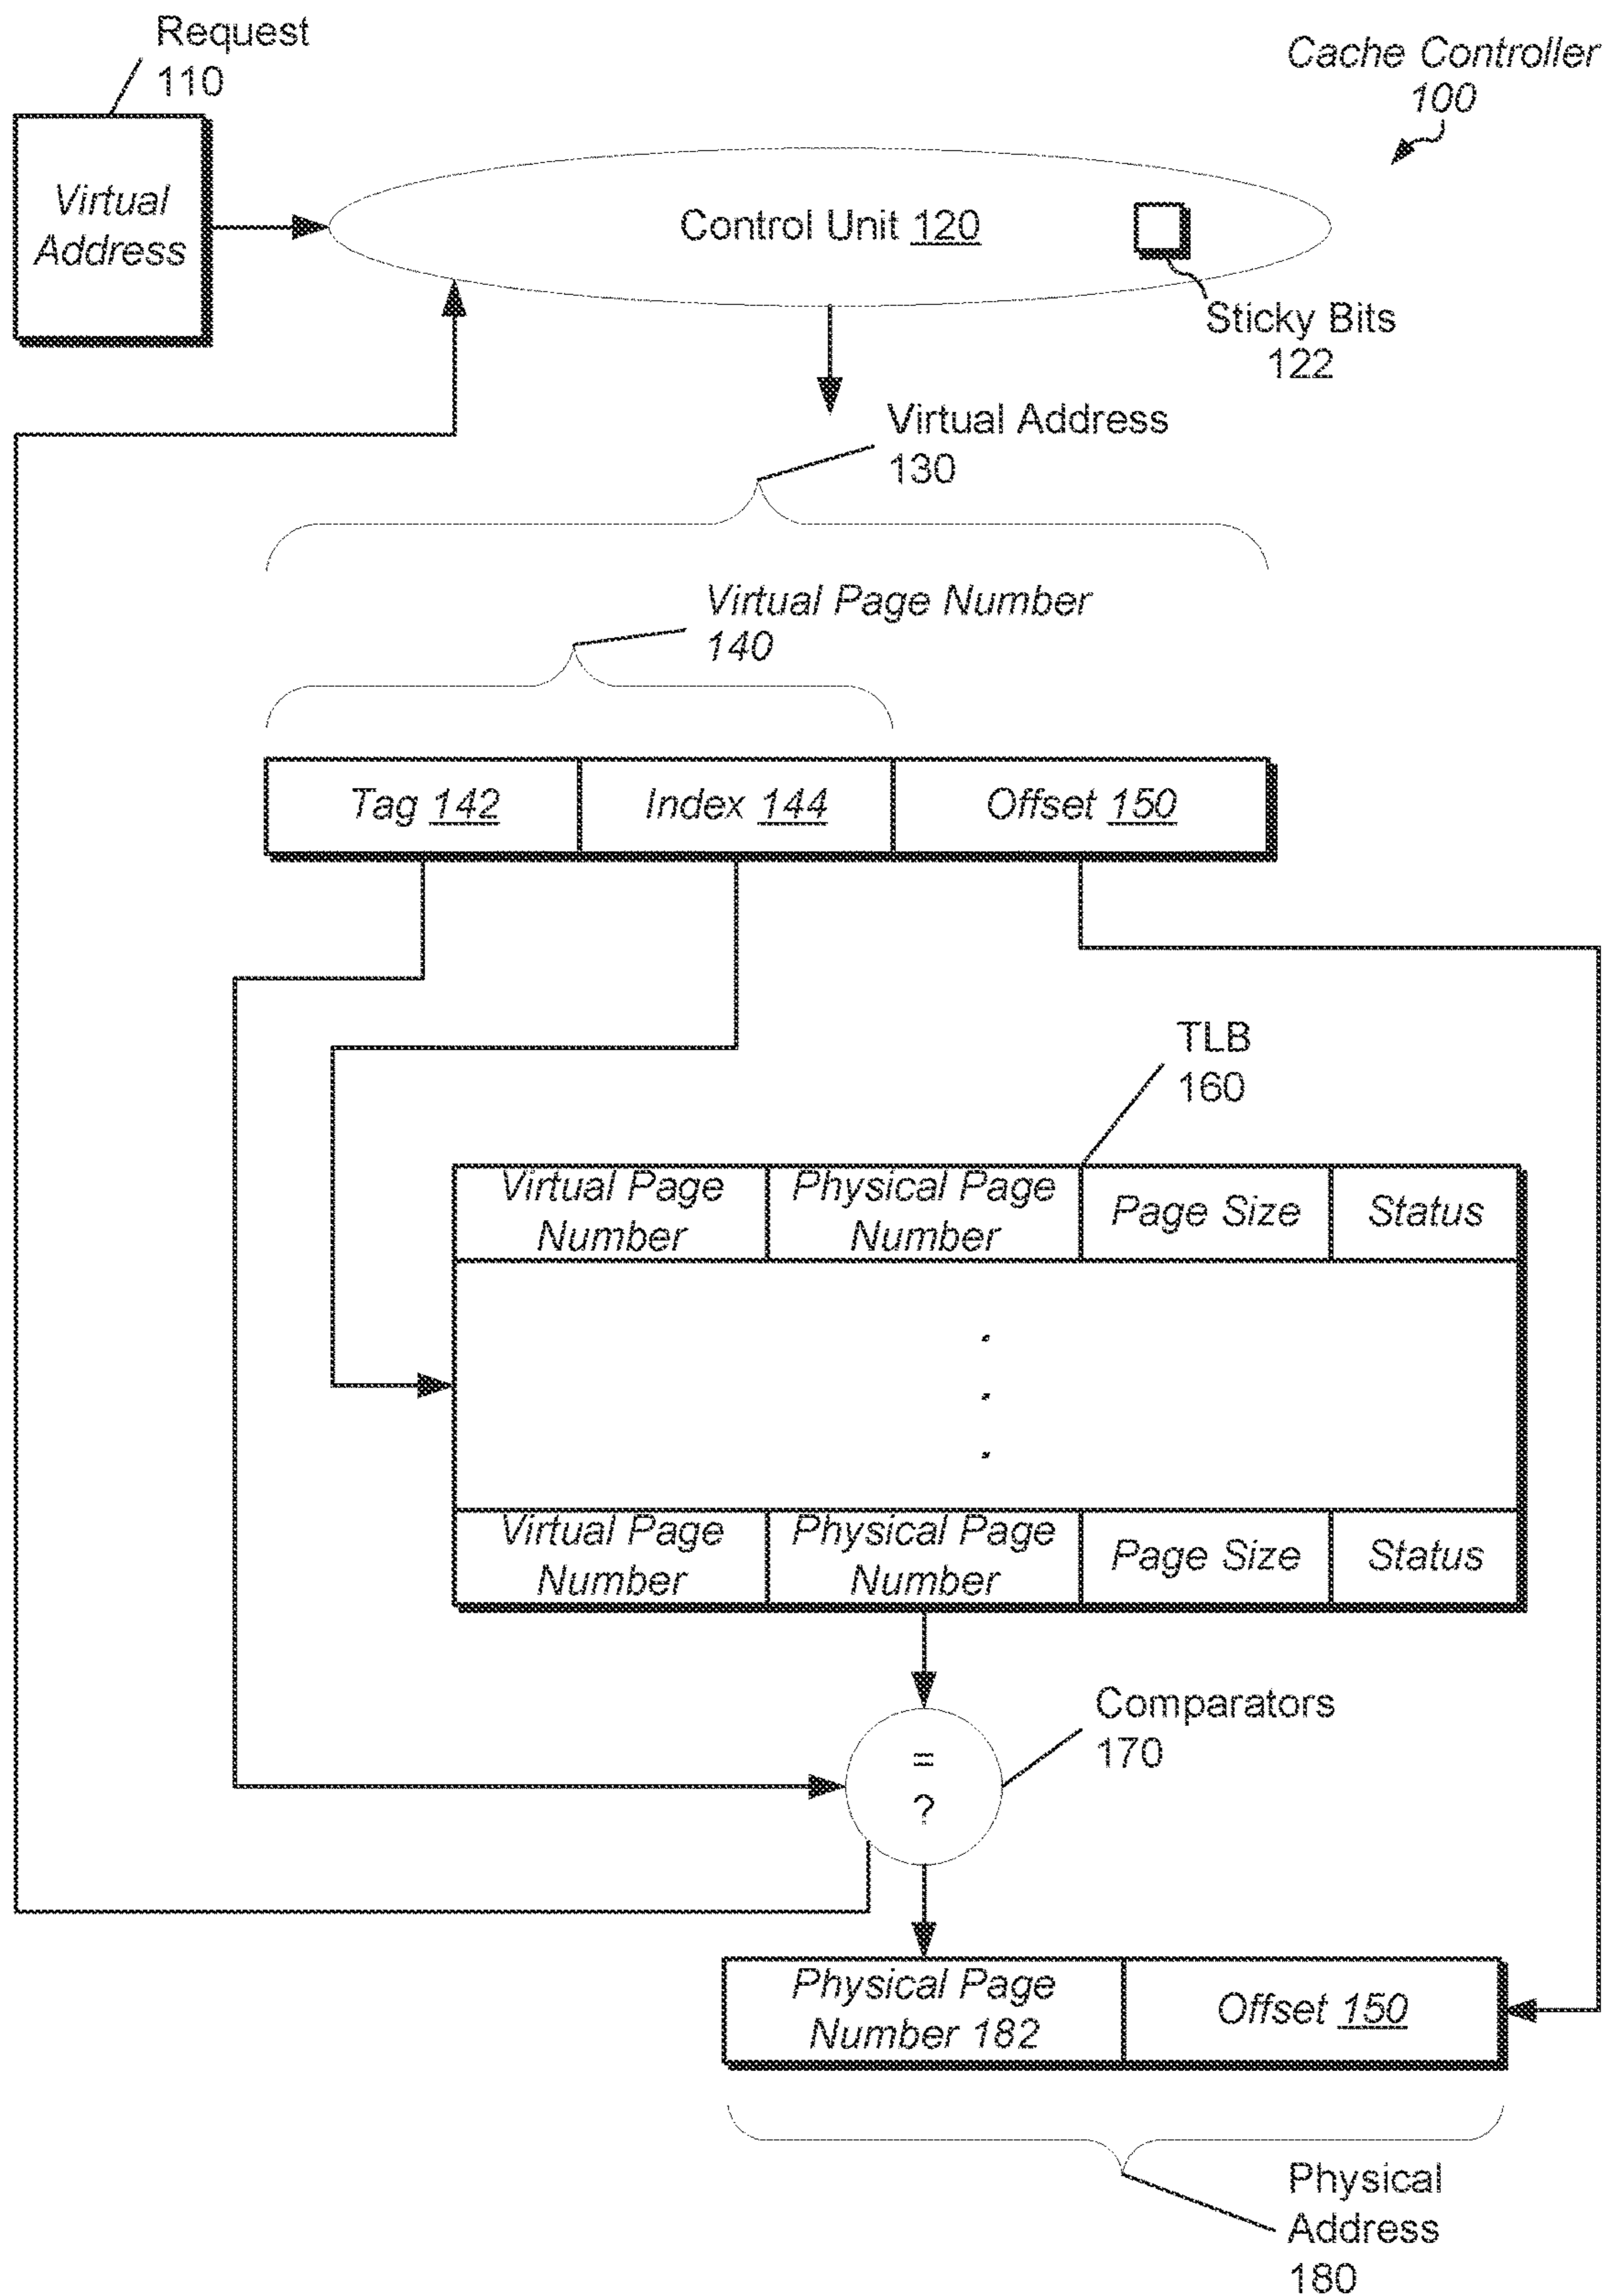 Request
110
Cache Controller
100
Virtual
Address
Control Unit 120
Sticky Bits
122
Virtual Address
130
Virtual Page Number
140
Tag 142
Index 144
Offset 150
TLB
160
Virtual Page
Number
Physical Page
Number
Page Size
Status
Virtual Page
Number
Physical Page
Number
Page Size
Status
Comparators
170
=
?
Physical Page
Number 182
Offset 150
Physical
Address
180